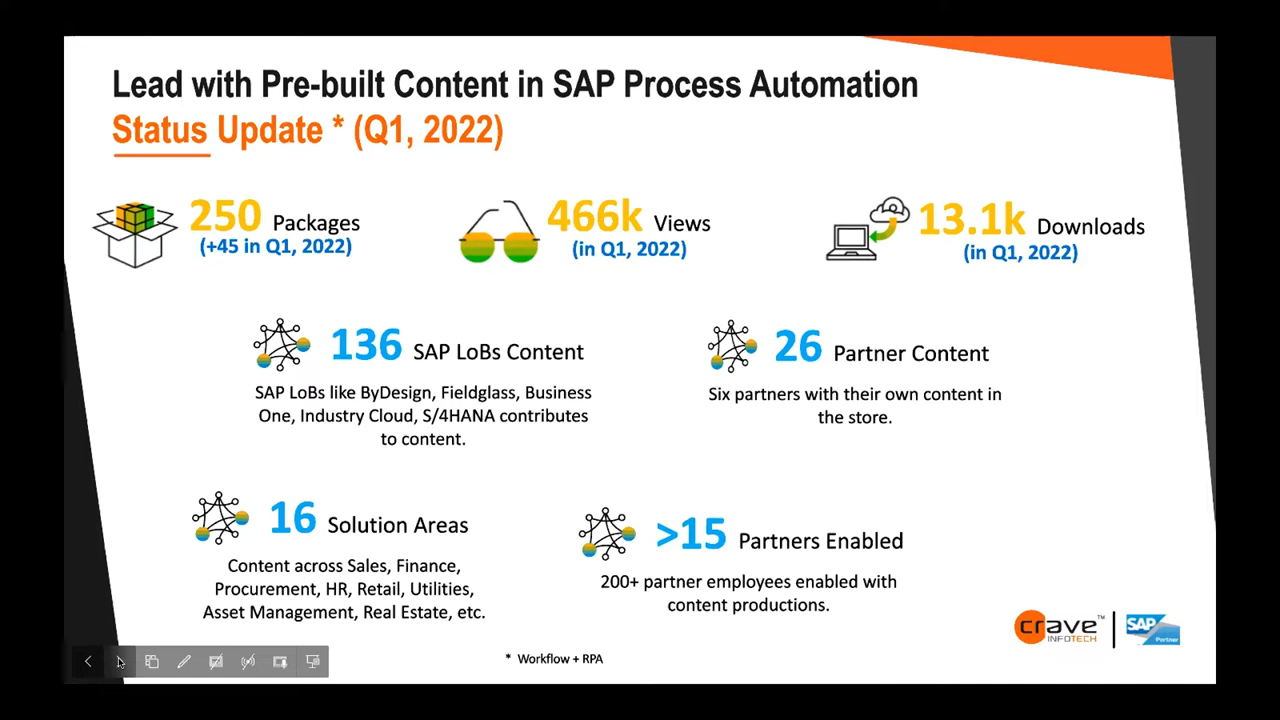 Lead with Pre-built Content in SAP Process Automation
Status Update * (Q1, 2022)
250 Packages
(+45 in Q1, 2022)
466k Views
(in Q1, 2022)
13.1k Downloads
(in Q1, 2022)
136 SAP LoBs Content
SAP LoBs like ByDesign, Fieldglass, Business
One, Industry Cloud, S/4HANA contributes
to content.
26 Partner Content
Six partners with their own content in
the store.
16 Solution Areas
Content across Sales, Finance,
Procurement, HR, Retail, Utilities,
Asset Management, Real Estate, etc.
>15 Partners Enabled
200+ partner employees enabled with
content productions.
crave™
INFOTECH
SAP
Partner
* Workflow + RPA